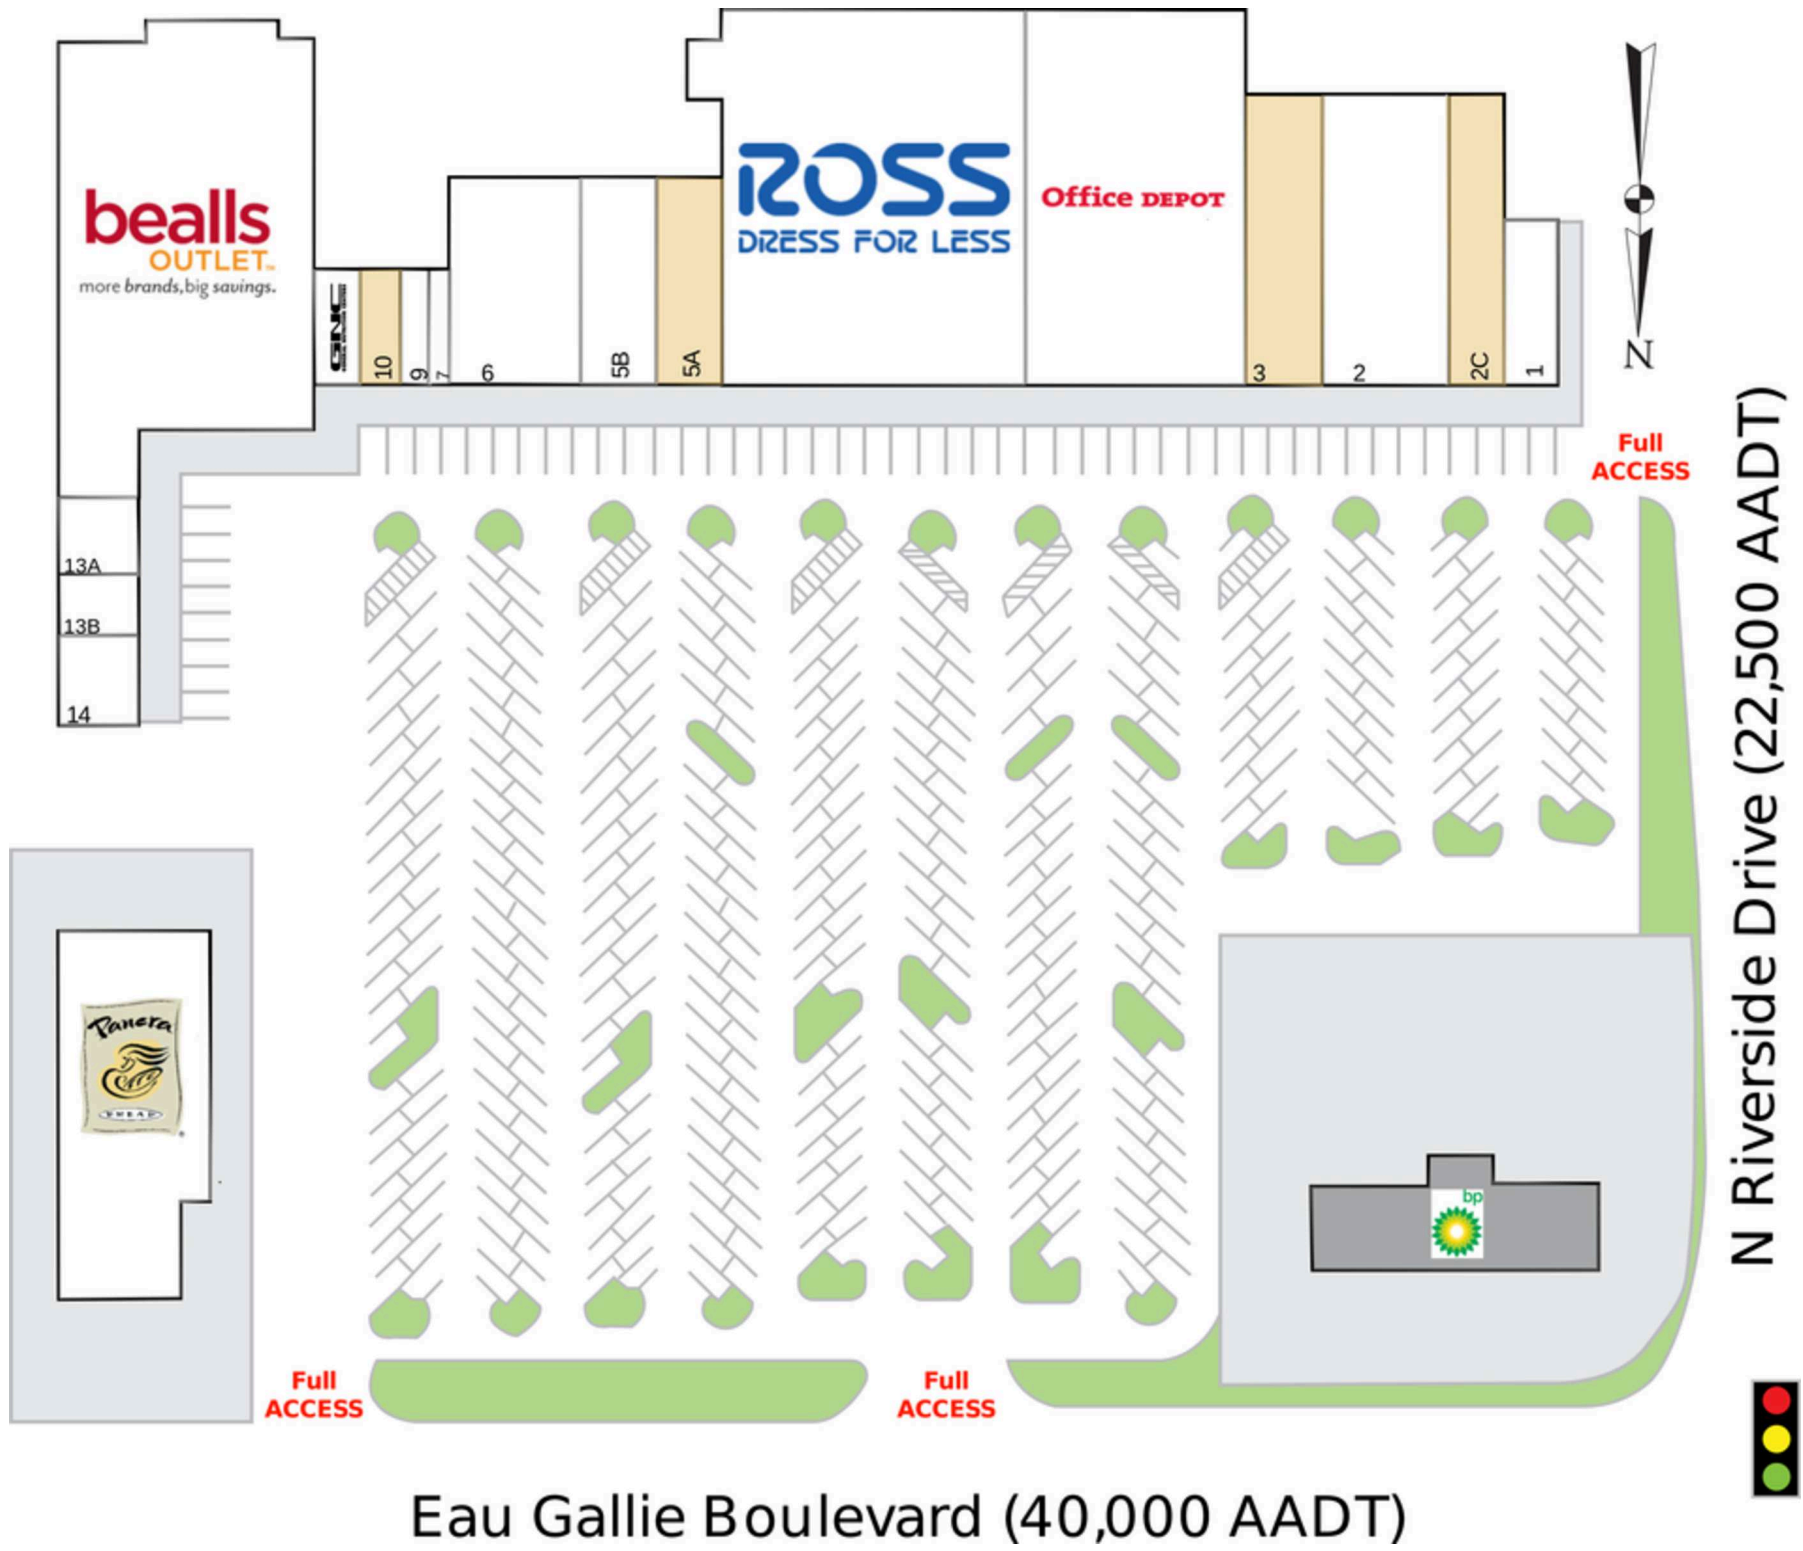 bealls
OUTLET™
more brands,big savings.
ROSS
DRESS FOR LESS
Office DEPOT
N
GNC
10
9
7
6
5B
5A
3
2
2C
1
Full
ACCESS
13A
13B
14
N Riverside Drive (22,500 AADT)
Panera
BREAD
®
bp
Full
ACCESS
Full
ACCESS
Eau Gallie Boulevard (40,000 AADT)